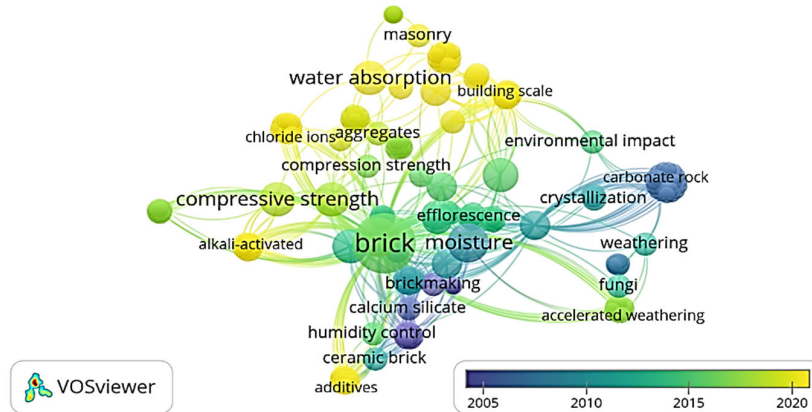 masonry
water absorption
building scale
chloride ions
aggregates
environmental impact
compression strength
carbonate rock
compressive strength
crystallization
efflorescence
alkali-activated
brick
moisture
weathering
brickmaking
fungi
calcium silicate
accelerated weathering
humidity control
ceramic brick
additives
VOSviewer
2005 2010 2015 2020